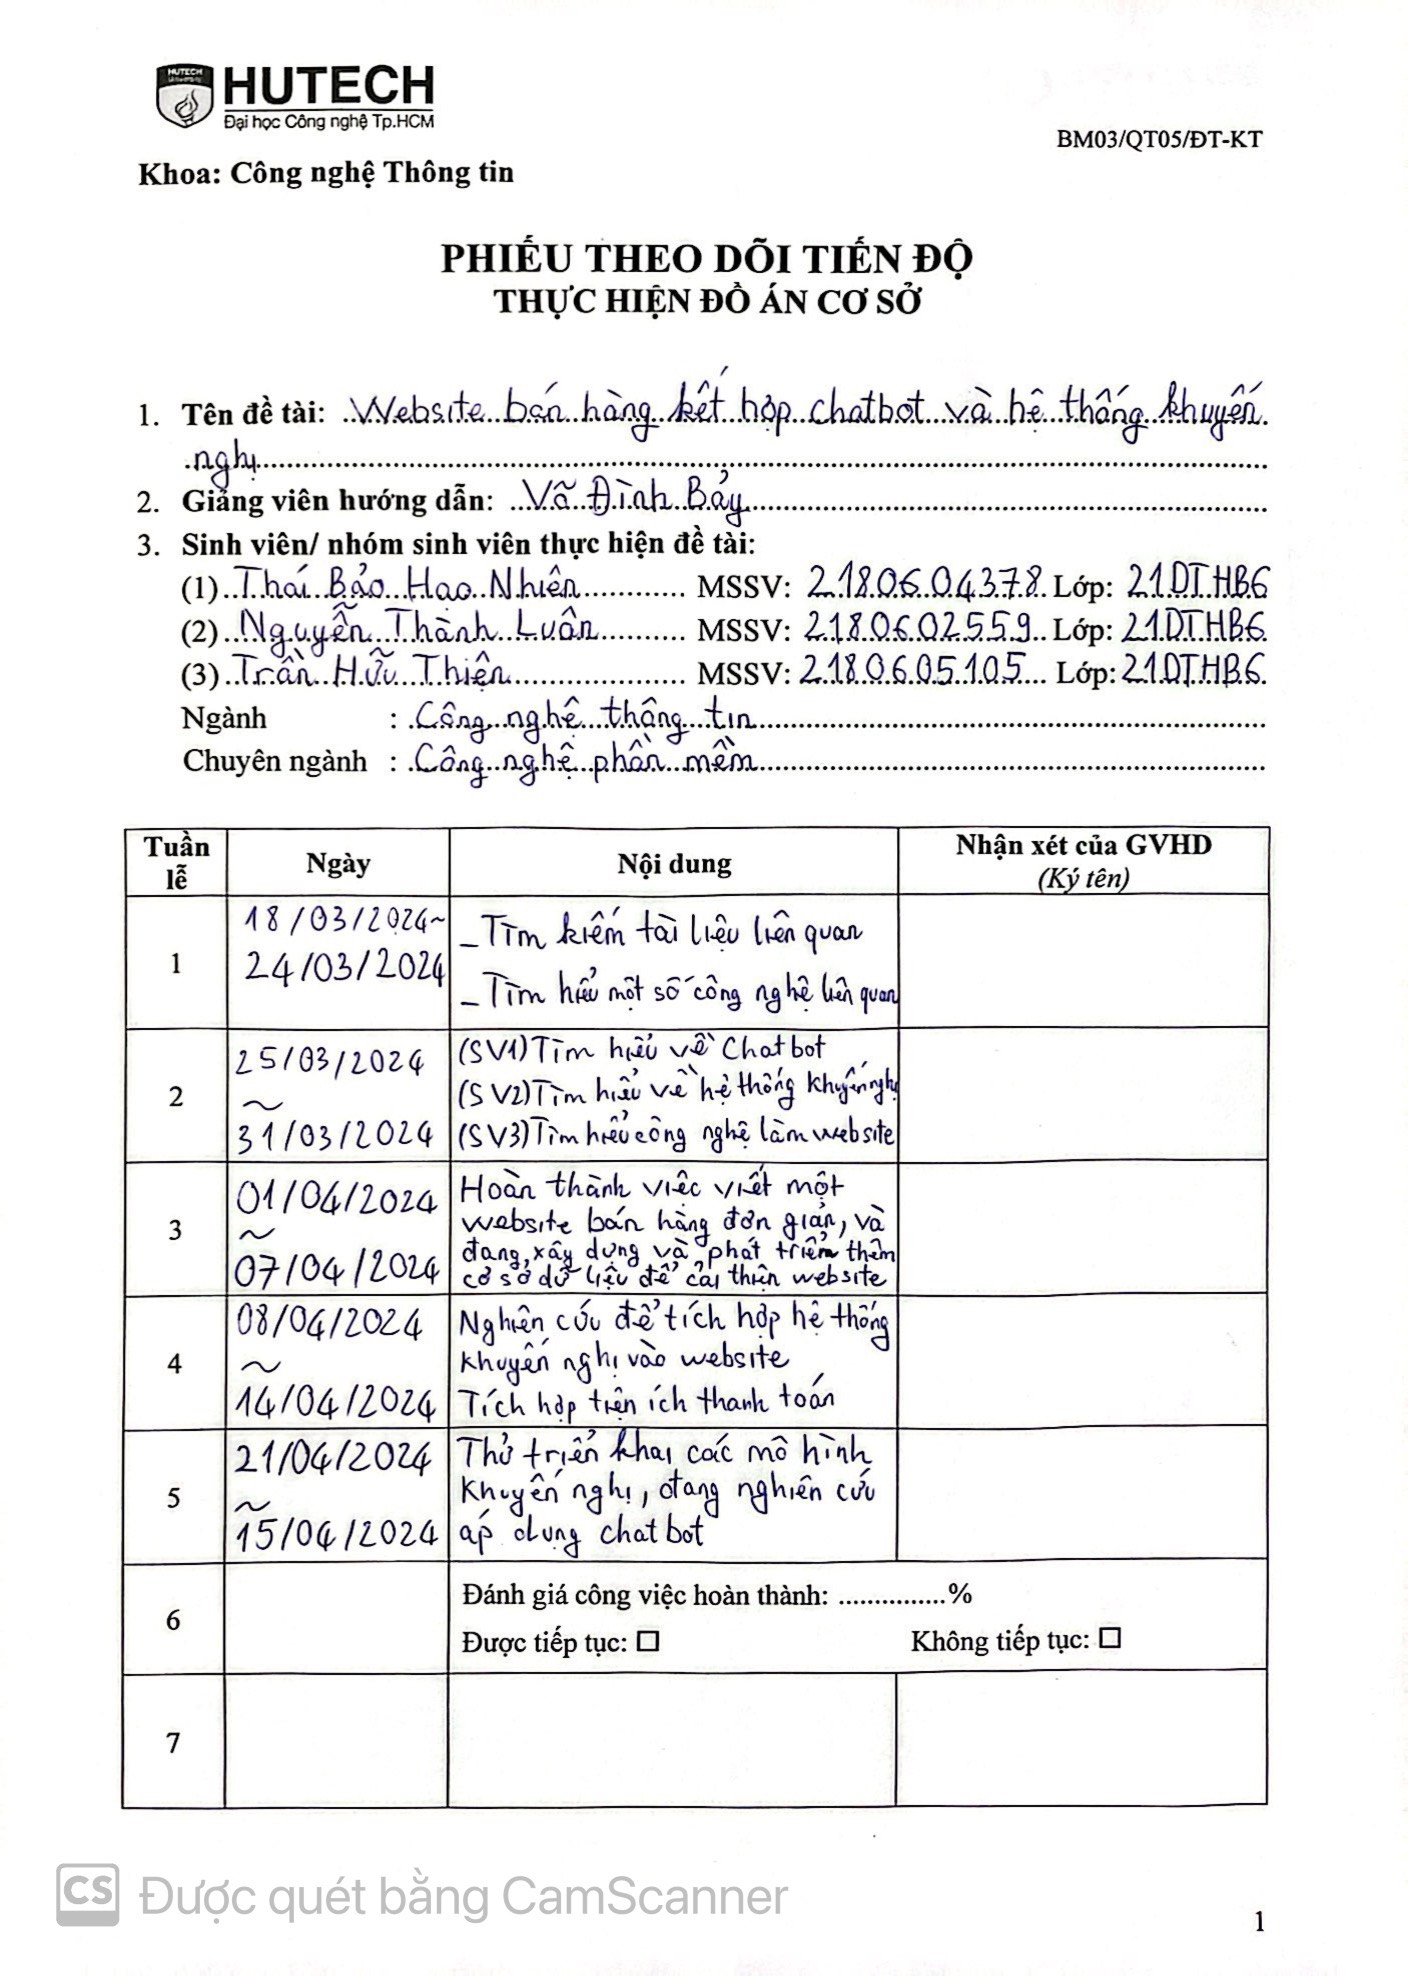 HUTECH
HUTECH
Đại học Công nghệ Tp.HCM
BM03/QT05/ĐT-KT
Khoa: Công nghệ Thông tin
PHIẾU THEO DÕI TIẾN ĐỘ
THỰC HIỆN ĐỒ ÁN CƠ SỞ
1. Tên đề tài: Website bán hàng kết hợp chatbot và hệ thống khuyến
nghị
2. Giảng viên hướng dẫn: Võ Đình Bảy
3. Sinh viên/ nhóm sinh viên thực hiện đề tài:
(1) Thái Bảo Hạo Nhiên MSSV: 2180604378 Lớp: 21DTHB6
(2) Nguyễn Thành Luân MSSV: 2180602559 Lớp: 21DTHB6
(3) Trần Hữu Thiện MSSV: 2180605105 Lớp: 21DTHB6
Ngành : Công nghệ thông tin
Chuyên ngành : Công nghệ phần mềm
Tuần lễ Ngày Nội dung Nhận xét của GVHD
(Ký tên)
1
18/03/2024~
24/03/2024
- Tìm kiếm tài liệu liên quan
- Tìm hiểu một số công nghệ liên quan
2
25/03/2024
~
31/03/2024
(SV1) Tìm hiểu về Chatbot
(SV2) Tìm hiểu về hệ thống khuyến nghị
(SV3) Tìm hiểu công nghệ làm website
3
01/04/2024
~
07/04/2024
Hoàn thành việc viết một
website bán hàng đơn giản, và
đang xây dựng và phát triển thêm
cơ sở dữ liệu để cải thiện website
4
08/04/2024
~
14/04/2024
Nghiên cứu để tích hợp hệ thống
khuyến nghị vào website
Tích hợp tiện ích thanh toán
5
21/04/2024
~
15/04/2024
Thử triển khai các mô hình
khuyến nghị, đang nghiên cứu
áp dụng chatbot
6
Đánh giá công việc hoàn thành: ...............%
Được tiếp tục: ☐ Không tiếp tục: ☐
7
CS Được quét bằng CamScanner
1